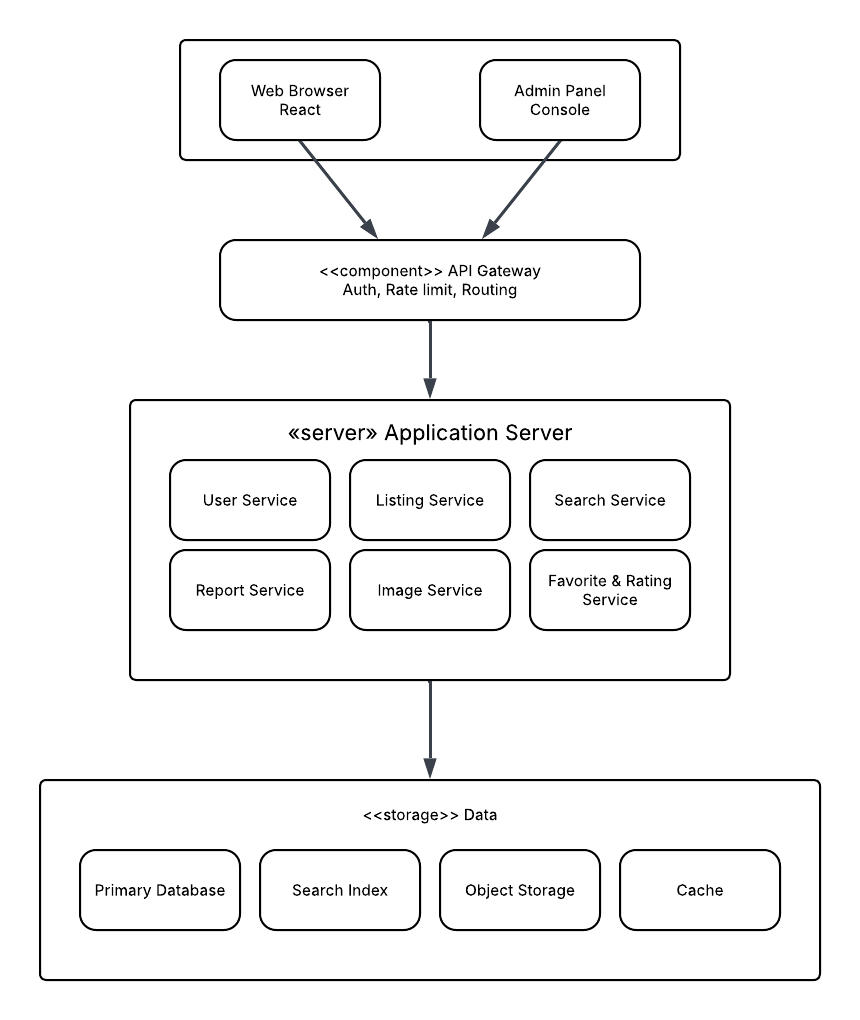 Web Browser
React
Admin Panel
Console
<<component>> API Gateway
Auth, Rate limit, Routing
«server» Application Server
User Service
Listing Service
Search Service
Report Service
Image Service
Favorite & Rating
Service
<<storage>> Data
Primary Database
Search Index
Object Storage
Cache